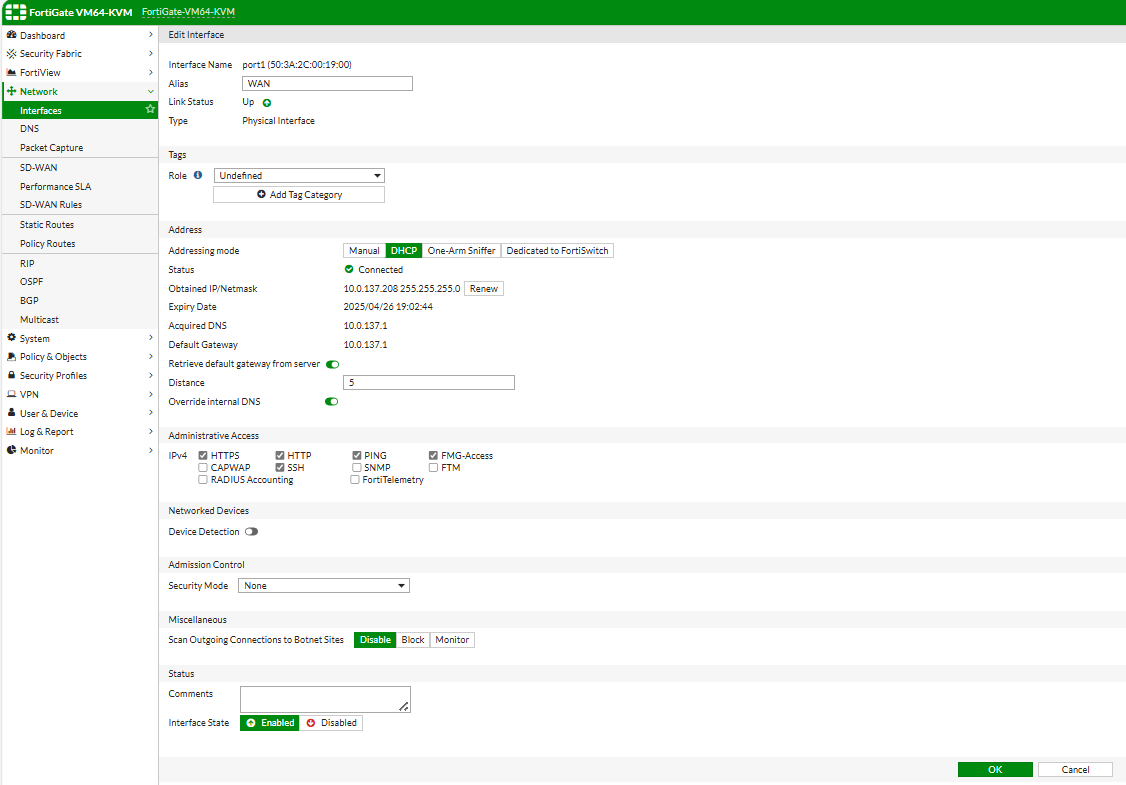 FortiGate VM64-KVM FortiGate-VM64-KVM
Dashboard
Security Fabric
FortiView
Network
Interfaces
DNS
Packet Capture
SD-WAN
Performance SLA
SD-WAN Rules
Static Routes
Policy Routes
RIP
OSPF
BGP
Multicast
System
Policy & Objects
Security Profiles
VPN
User & Device
Log & Report
Monitor
Edit Interface
Interface Name port1 (50:3A:2C:00:19:00)
Alias WAN
Link Status Up
Type Physical Interface
Tags
Role Undefined
Add Tag Category
Address
Addressing mode Manual DHCP One-Arm Sniffer Dedicated to FortiSwitch
Status Connected
Obtained IP/Netmask 10.0.137.208 255.255.255.0 Renew
Expiry Date 2025/04/26 19:02:44
Acquired DNS 10.0.137.1
Default Gateway 10.0.137.1
Retrieve default gateway from server
Distance 5
Override internal DNS
Administrative Access
IPv4 HTTPS HTTP PING FMG-Access
CAPWAP SSH SNMP FTM
RADIUS Accounting FortiTelemetry
Networked Devices
Device Detection
Admission Control
Security Mode None
Miscellaneous
Scan Outgoing Connections to Botnet Sites Disable Block Monitor
Status
Comments
Interface State Enabled Disabled
OK Cancel